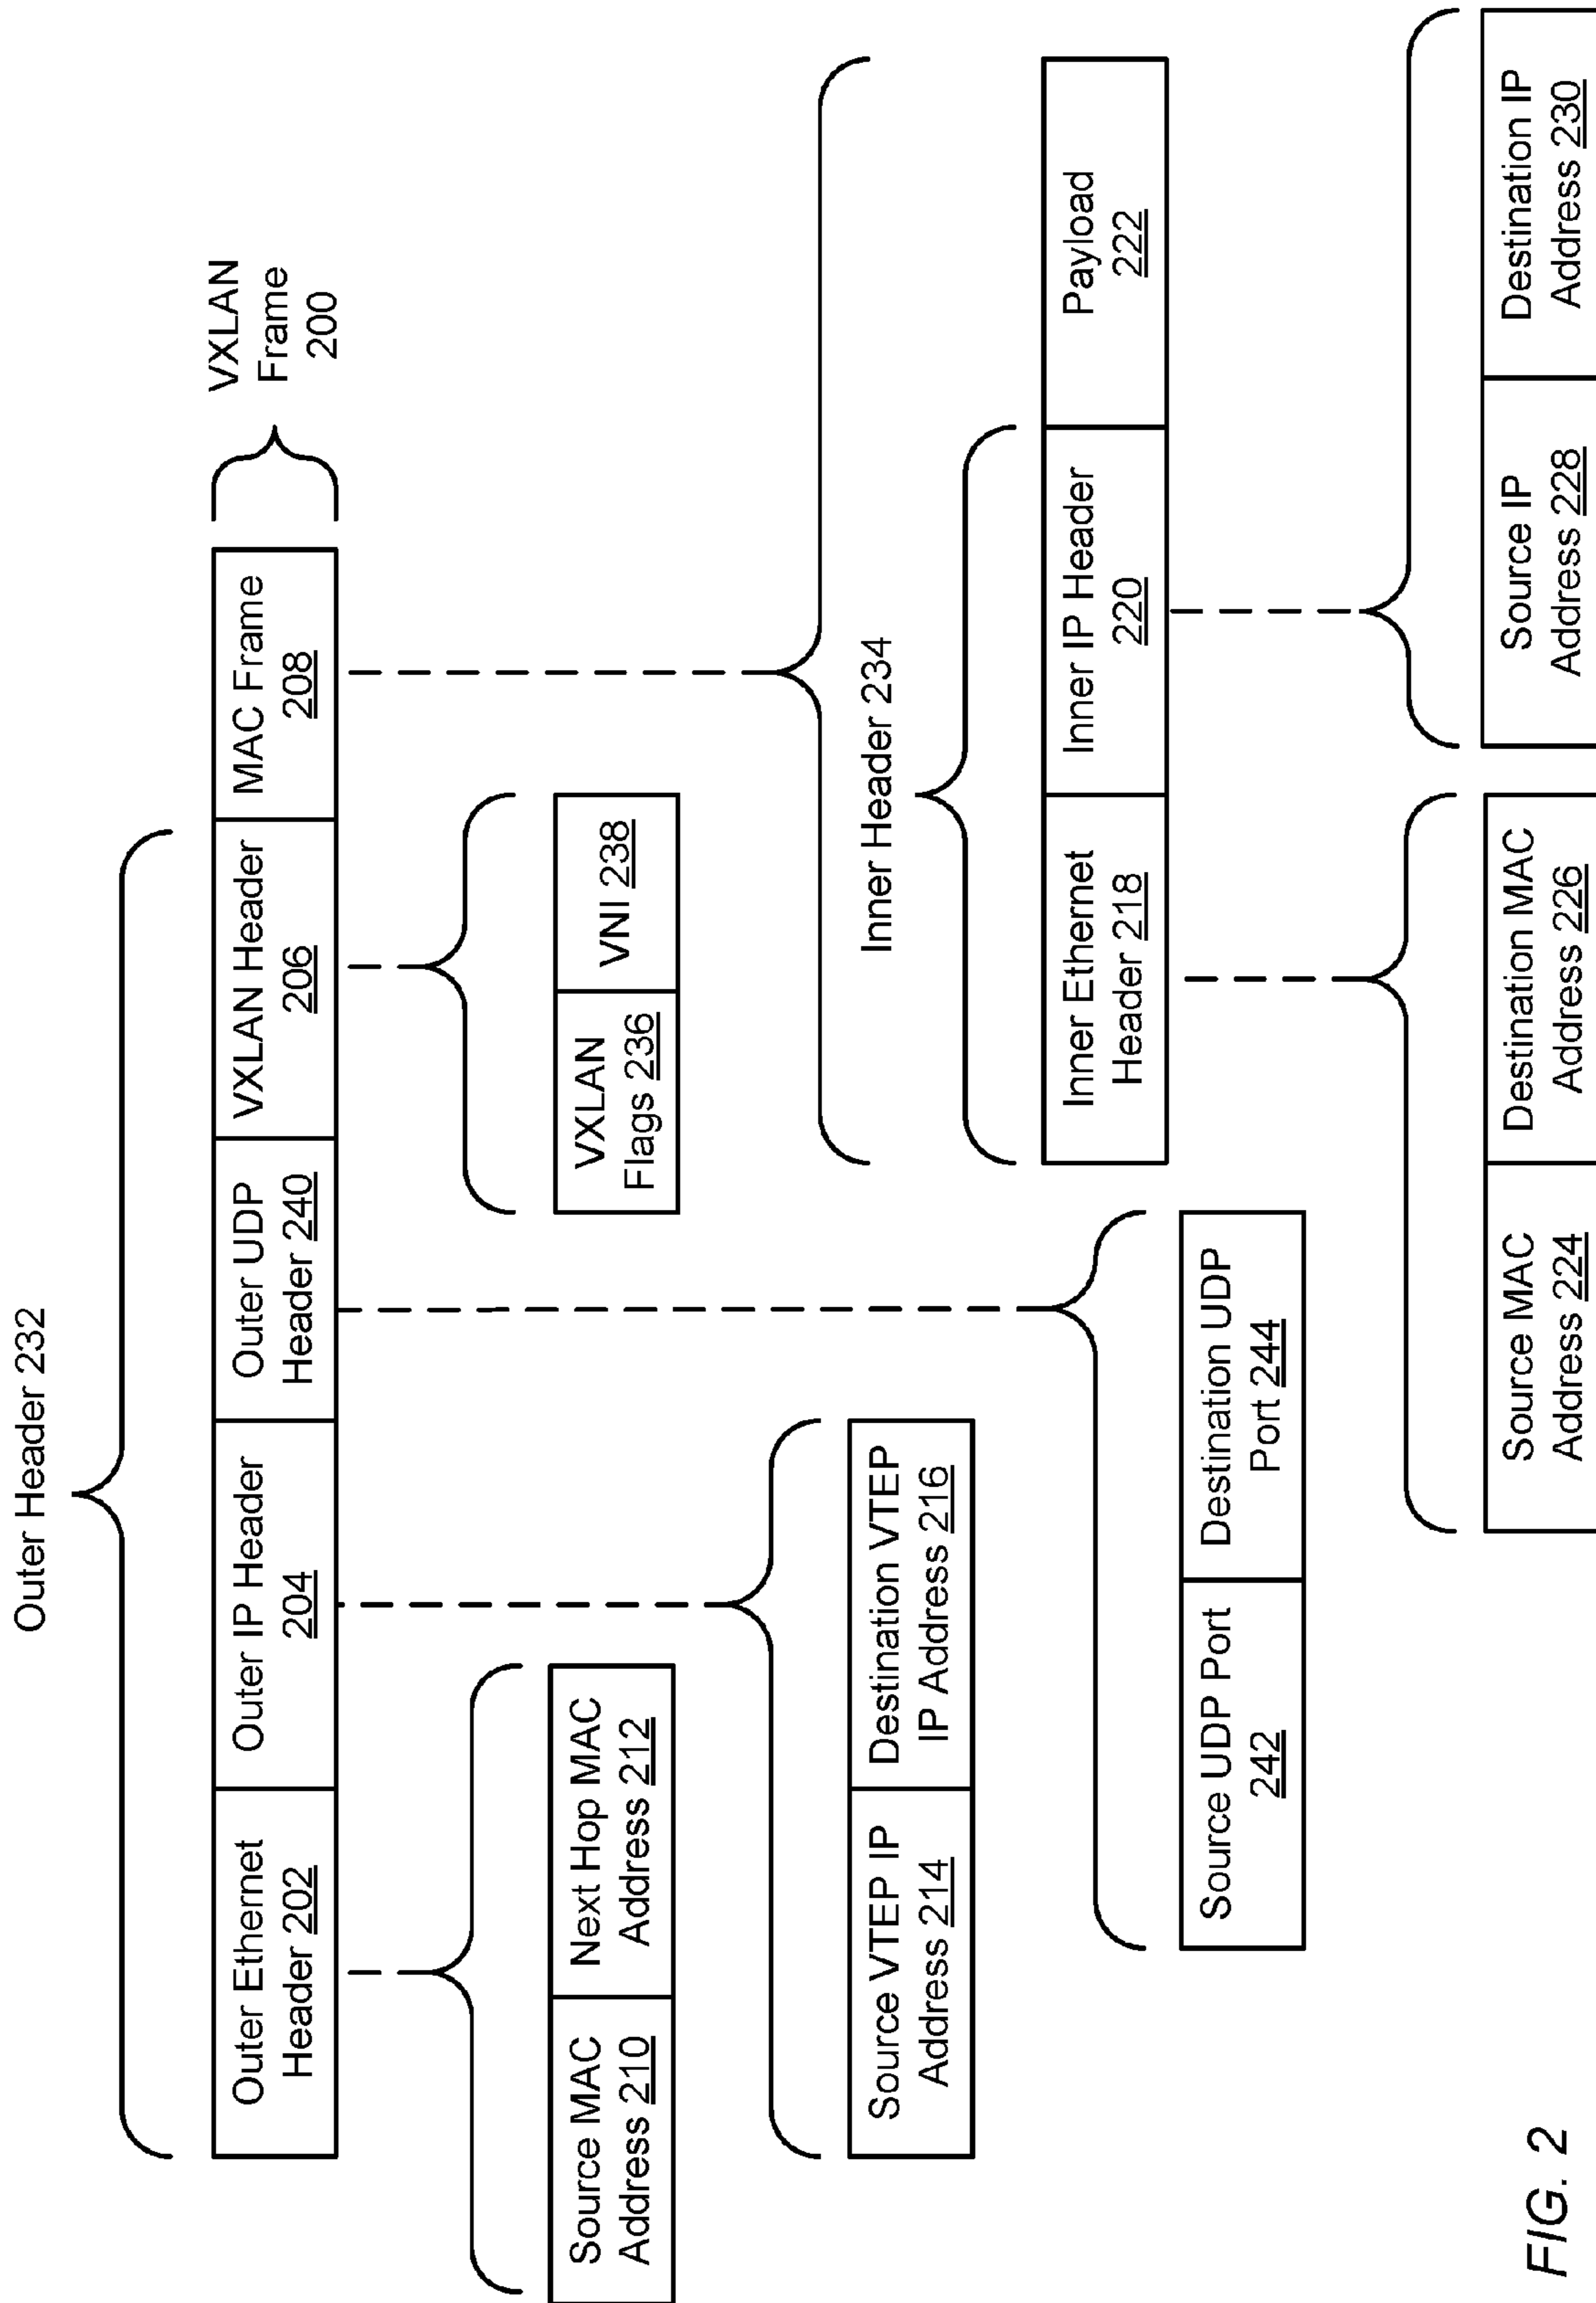 Outer Header 232
VXLAN
Frame
200
Outer Ethernet
Header 202
Outer IP Header
204
Outer UDP
Header 240
VXLAN Header
206
MAC Frame
208
Source MAC
Address 210
Next Hop MAC
Address 212
VXLAN
Flags 236
VNI 238
Source VTEP IP
Address 214
Destination VTEP
IP Address 216
Inner Header 234
Inner Ethernet
Header 218
Inner IP Header
220
Payload
222
Source UDP Port
242
Destination UDP
Port 244
Source MAC
Address 224
Destination MAC
Address 226
Source IP
Address 228
Destination IP
Address 230
FIG. 2